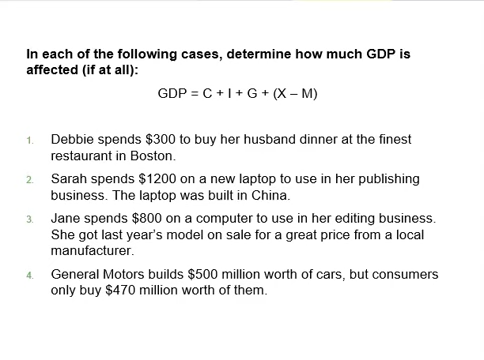 In each of the following cases, determine how much GDP is
affected (if at all):
GDP = C + I + G + (X – M)
1. Debbie spends $300 to buy her husband dinner at the finest
restaurant in Boston.
2. Sarah spends $1200 on a new laptop to use in her publishing
business. The laptop was built in China.
3. Jane spends $800 on a computer to use in her editing business.
She got last year's model on sale for a great price from a local
manufacturer.
4. General Motors builds $500 million worth of cars, but consumers
only buy $470 million worth of them.